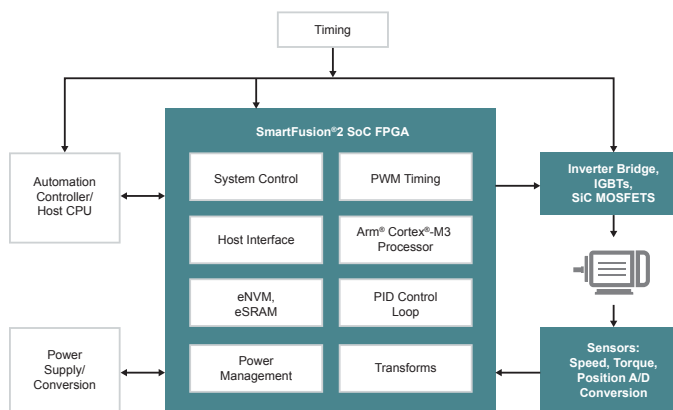 Timing
SmartFusion®2 SoC FPGA
System Control
PWM Timing
Host Interface
Arm® Cortex®-M3
Processor
eNVM,
eSRAM
PID Control
Loop
Power
Management
Transforms
Automation
Controller/
Host CPU
Power
Supply/
Conversion
Inverter Bridge,
IGBTs,
SiC MOSFETS
Sensors:
Speed, Torque,
Position A/D
Conversion